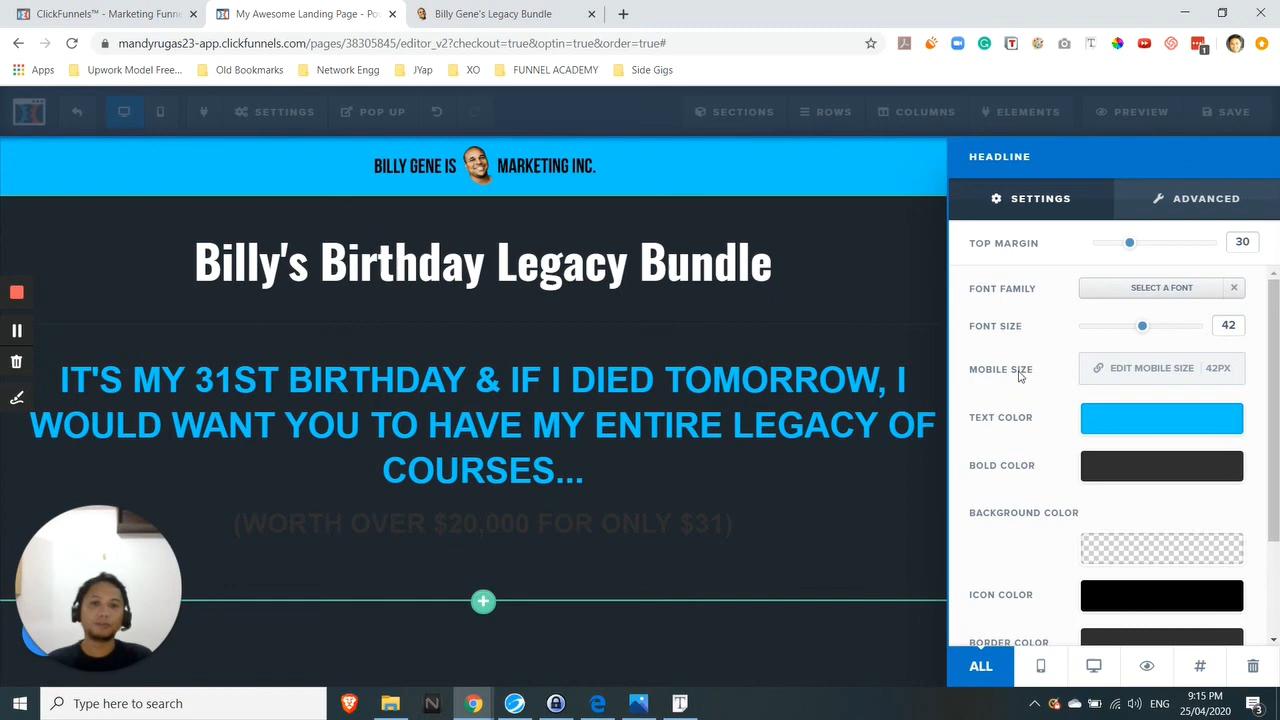 ClickFunnels™ - Marketing Funne
My Awesome Landing Page - Po
Billy Gene's Legacy Bundle
mandyrugas23-app.clickfunnels.com/pages/38305845/editor_v2?checkout=true&optin=true&order=true#
Apps
Upwork Model Free...
Old Bookmarks
Network Engg
JYap
XO
FUNNEL ACADEMY
Side Gigs
SETTINGS
POP UP
SECTIONS
ROWS
COLUMNS
ELEMENTS
PREVIEW
SAVE
BILLY GENE IS MARKETING INC.
Billy's Birthday Legacy Bundle
IT'S MY 31ST BIRTHDAY & IF I DIED TOMORROW, I
WOULD WANT YOU TO HAVE MY ENTIRE LEGACY OF
COURSES...
(WORTH OVER $20,000 FOR ONLY $31)
HEADLINE
SETTINGS
ADVANCED
TOP MARGIN
30
FONT FAMILY
SELECT A FONT
FONT SIZE
42
MOBILE SIZE
EDIT MOBILE SIZE
42PX
TEXT COLOR
BOLD COLOR
BACKGROUND COLOR
ICON COLOR
BORDER COLOR
ALL
Type here to search
ENG
9:15 PM
25/04/2020
3